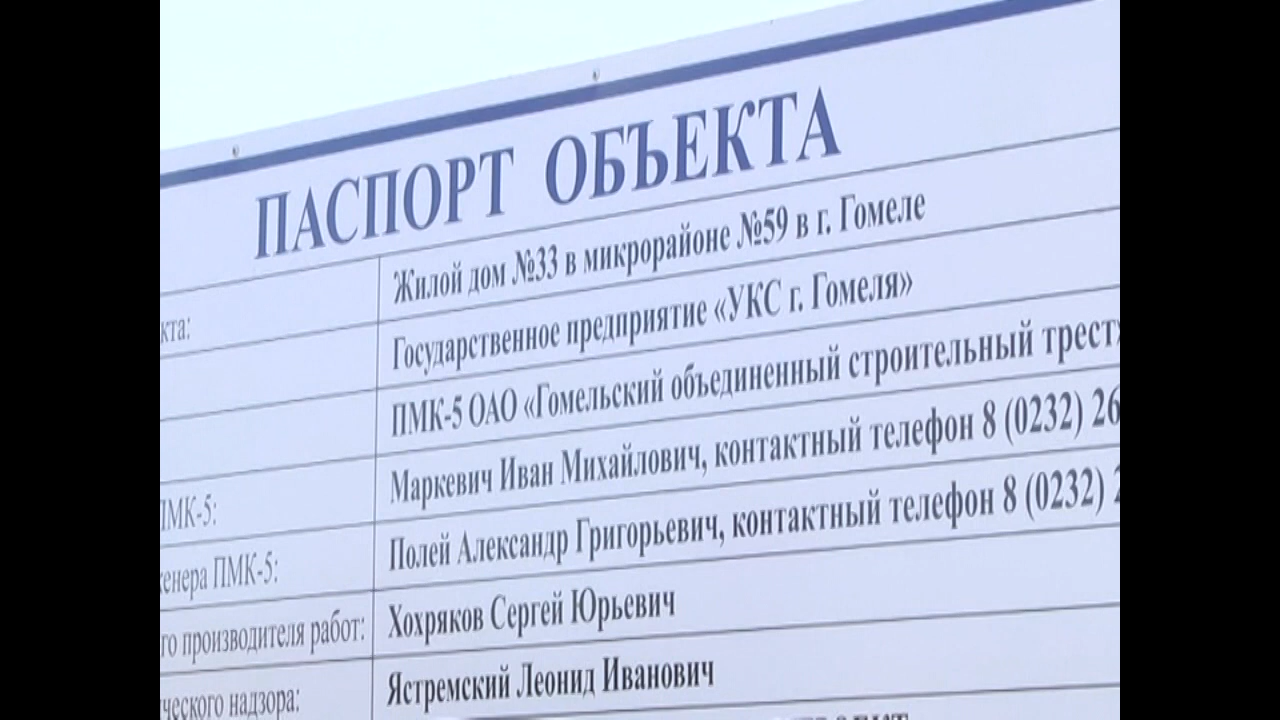 ПАСПОРТ ОБЪЕКТА
Жилой дом №33 в микрорайоне №59 в г. Гомеле
кта:
Государственное предприятие «УКС г. Гомеля»
ПМК-5 ОАО «Гомельский объединенный строительный трест»
ПМК-5: Маркевич Иван Михайлович, контактный телефон 8 (0232) 26
женера ПМК-5: Полей Александр Григорьевич, контактный телефон 8 (0232) 2
го производителя работ: Хохряков Сергей Юрьевич
ческого надзора: Ястремский Леонид Иванович